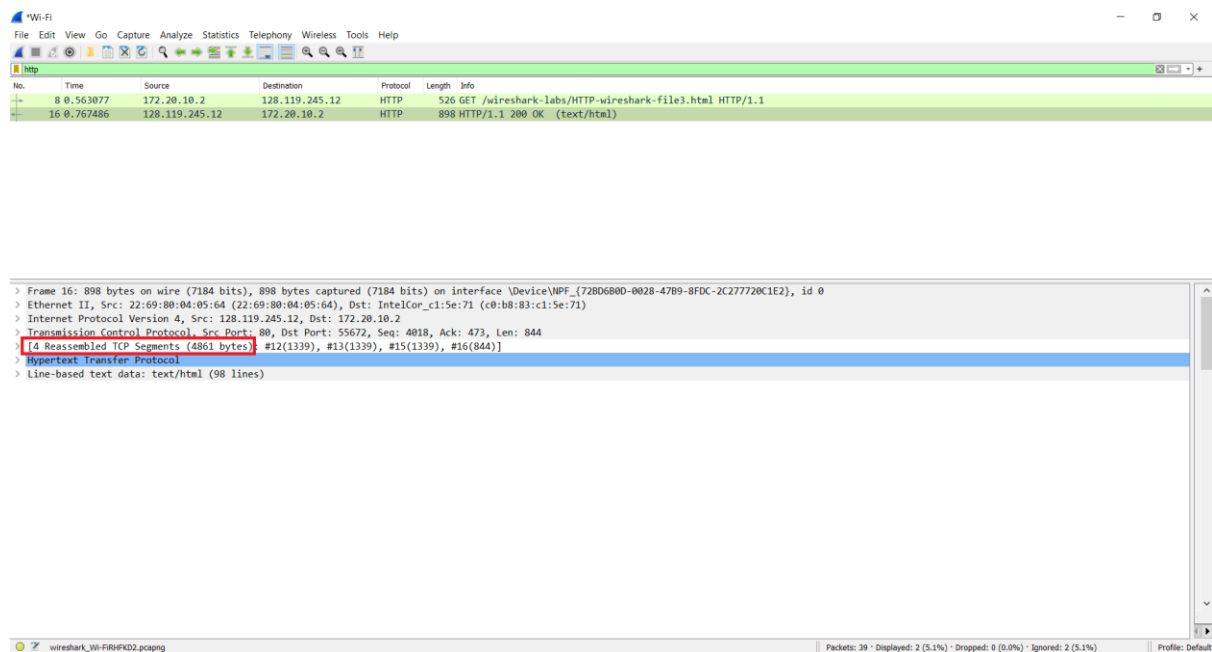 *Wi-Fi
File Edit View Go Capture Analyze Statistics Telephony Wireless Tools Help
http
No. Time Source Destination Protocol Length Info
8 0.563077 172.20.10.2 128.119.245.12 HTTP 526 GET /wireshark-labs/HTTP-wireshark-file3.html HTTP/1.1
16 0.767486 128.119.245.12 172.20.10.2 HTTP 898 HTTP/1.1 200 OK (text/html)
> Frame 16: 898 bytes on wire (7184 bits), 898 bytes captured (7184 bits) on interface \Device\NPF_{72BD6B0D-0028-47B9-8FDC-2C277720C1E2}, id 0
> Ethernet II, Src: 22:69:80:04:05:64 (22:69:80:04:05:64), Dst: IntelCor_c1:5e:71 (c0:b8:83:c1:5e:71)
> Internet Protocol Version 4, Src: 128.119.245.12, Dst: 172.20.10.2
> Transmission Control Protocol, Src Port: 80, Dst Port: 55672, Seq: 4018, Ack: 473, Len: 844
> [4 Reassembled TCP Segments (4861 bytes): #12(1339), #13(1339), #15(1339), #16(844)]
> Hypertext Transfer Protocol
> Line-based text data: text/html (98 lines)
wireshark_Wi-FiRHFKD2.pcapng Packets: 39 · Displayed: 2 (5.1%) · Dropped: 0 (0.0%) · Ignored: 2 (5.1%) Profile: Default